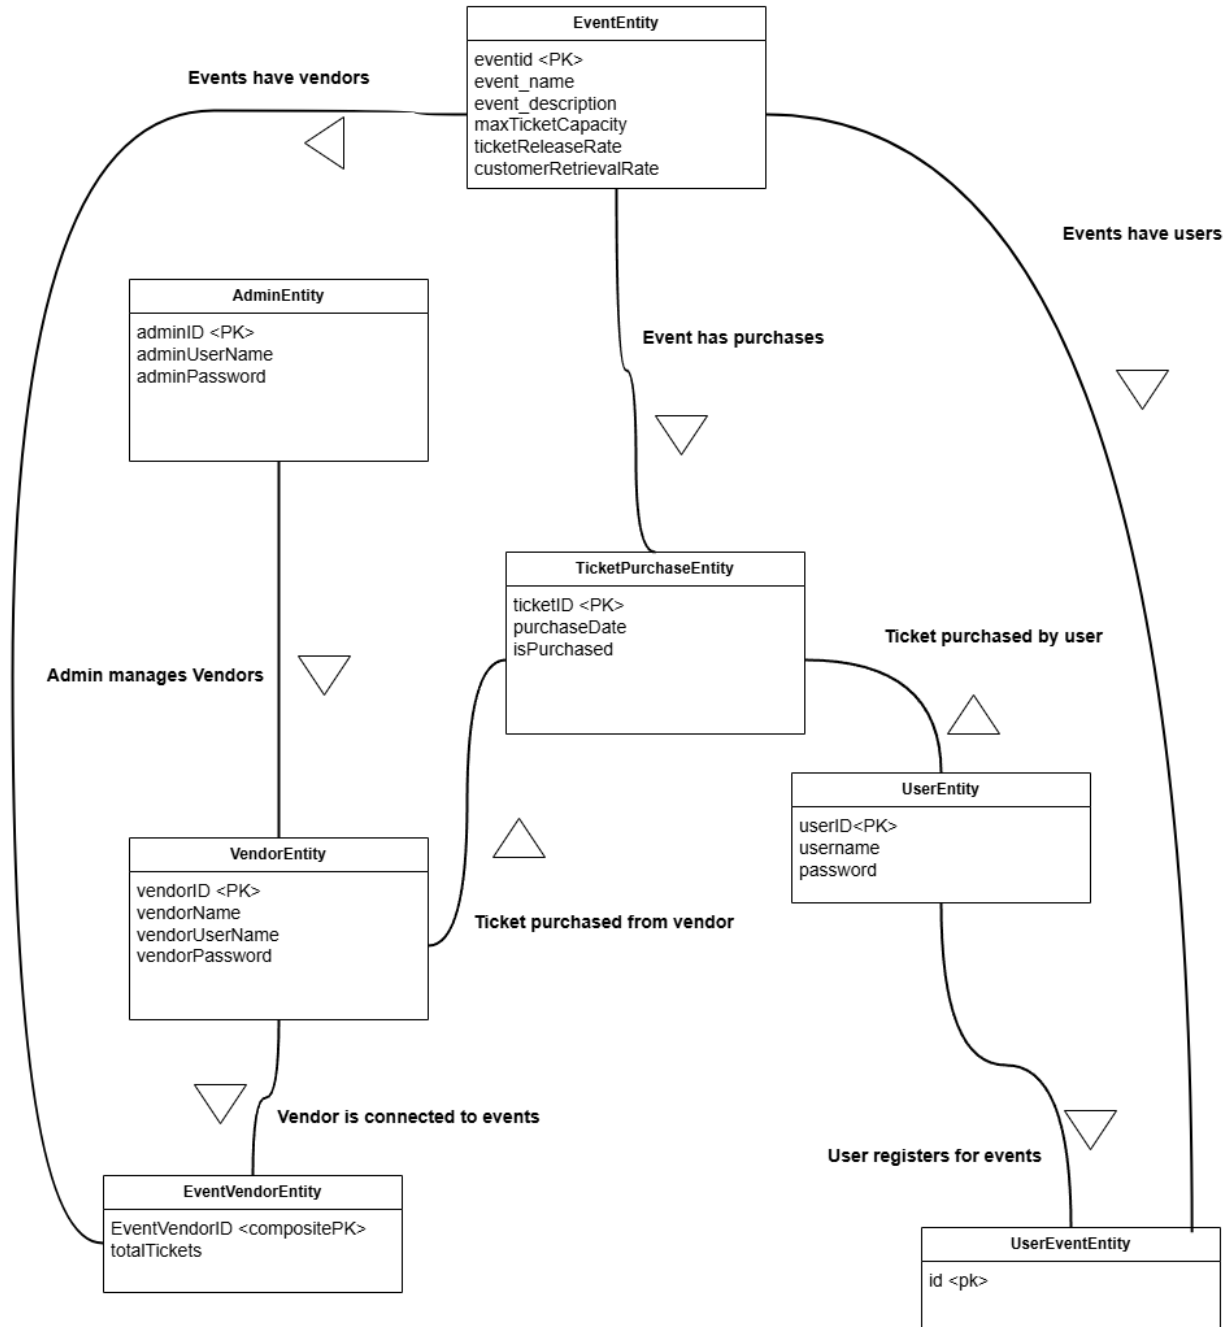 EventEntity
eventid <PK>
event_name
event_description
maxTicketCapacity
ticketReleaseRate
customerRetrievalRate
Events have vendors
Events have users
AdminEntity
adminID <PK>
adminUserName
adminPassword
Event has purchases
TicketPurchaseEntity
ticketID <PK>
purchaseDate
isPurchased
Ticket purchased by user
Admin manages Vendors
UserEntity
userID<PK>
username
password
VendorEntity
vendorID <PK>
vendorName
vendorUserName
vendorPassword
Ticket purchased from vendor
Vendor is connected to events
User registers for events
EventVendorEntity
EventVendorID <compositePK>
totalTickets
UserEventEntity
id <pk>